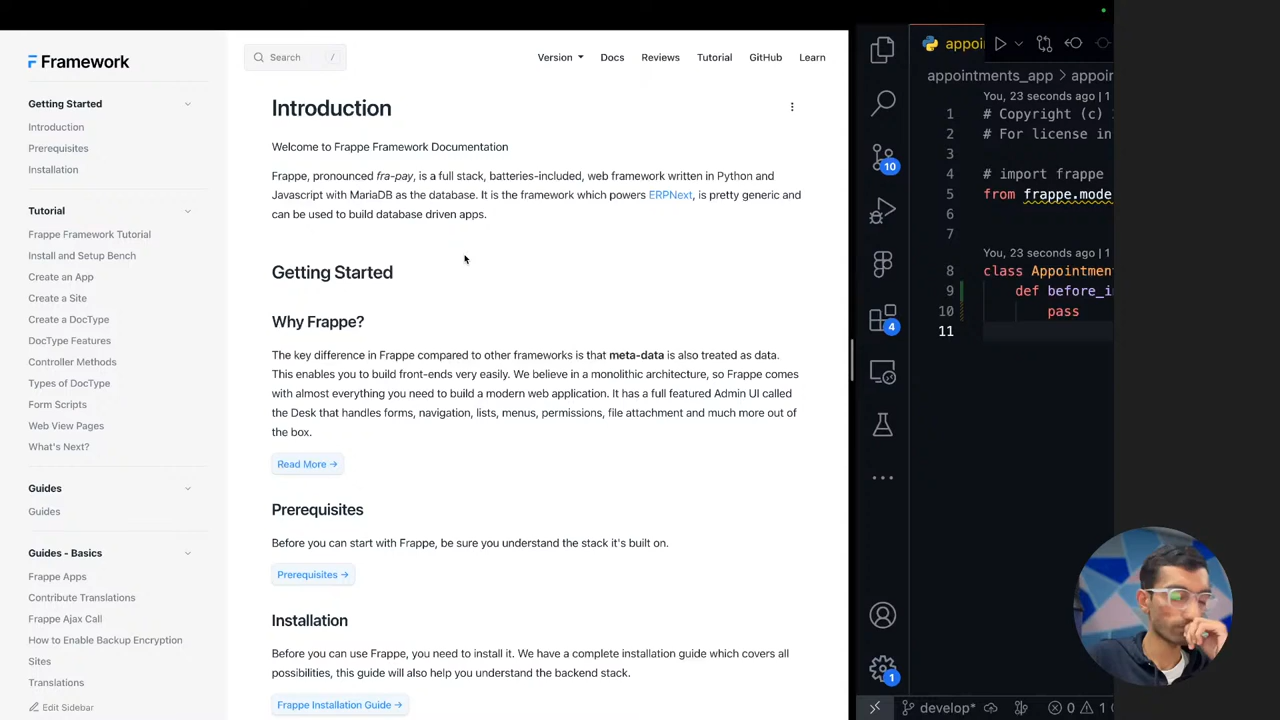 Framework
Getting Started
Introduction
Prerequisites
Installation
Tutorial
Frappe Framework Tutorial
Install and Setup Bench
Create an App
Create a Site
Create a DocType
DocType Features
Controller Methods
Types of DocType
Form Scripts
Web View Pages
What's Next?
Guides
Guides
Guides - Basics
Frappe Apps
Contribute Translations
Frappe Ajax Call
How to Enable Backup Encryption
Sites
Translations
Edit Sidebar
Search /
Version Docs Reviews Tutorial GitHub Learn
Introduction
Welcome to Frappe Framework Documentation
Frappe, pronounced fra-pay, is a full stack, batteries-included, web framework written in Python and
Javascript with MariaDB as the database. It is the framework which powers ERPNext, is pretty generic and
can be used to build database driven apps.
Getting Started
Why Frappe?
The key difference in Frappe compared to other frameworks is that meta-data is also treated as data.
This enables you to build front-ends very easily. We believe in a monolithic architecture, so Frappe comes
with almost everything you need to build a modern web application. It has a full featured Admin UI called
the Desk that handles forms, navigation, lists, menus, permissions, file attachment and much more out of
the box.
Read More →
Prerequisites
Before you can start with Frappe, be sure you understand the stack it's built on.
Prerequisites →
Installation
Before you can use Frappe, you need to install it. We have a complete installation guide which covers all
possibilities, this guide will also help you understand the backend stack.
Frappe Installation Guide →
10
4
1
appoi
appointments_app > appoin
You, 23 seconds ago | 1
1 # Copyright (c)
2 # For license in
3
4 # import frappe
5 from frappe.mode
6
7
You, 23 seconds ago | 1
8 class Appointmen
9 def before_i
10 pass
11
develop* 0 1